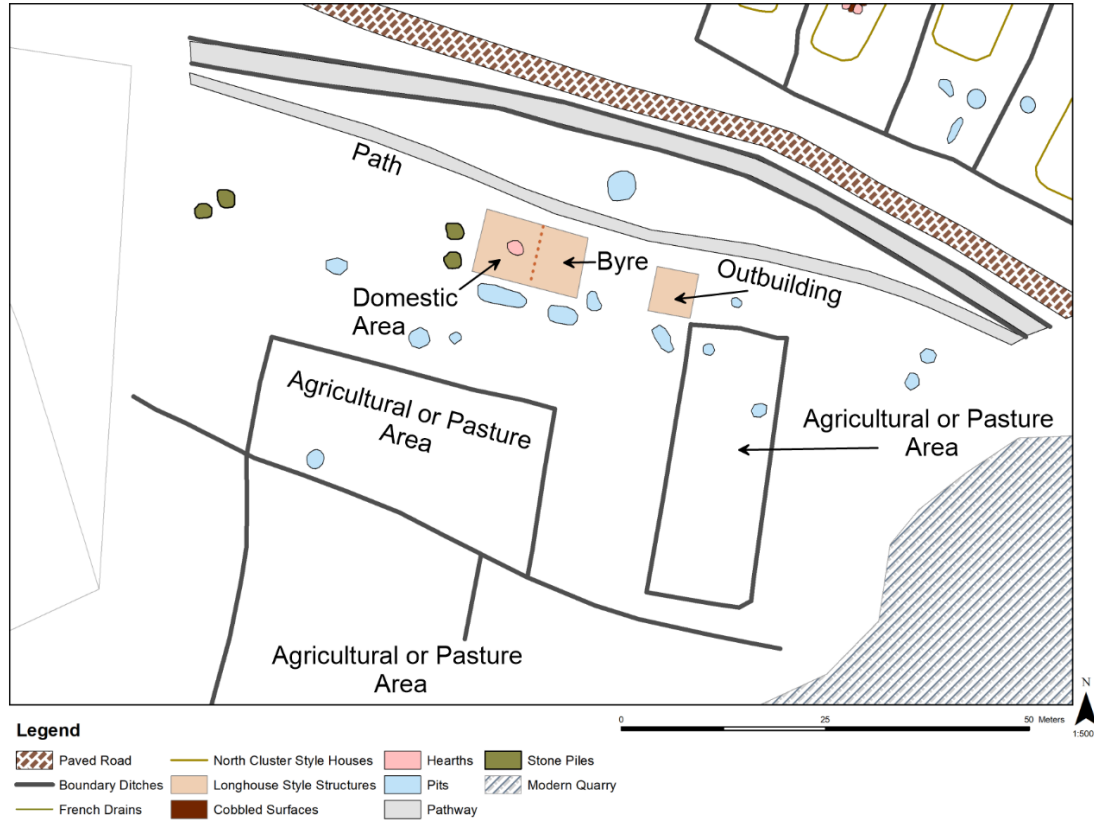 Path
Byre
Outbuilding
Domestic
Area
Agricultural or Pasture
Area
Agricultural or Pasture
Area
Agricultural or Pasture
Area
N
0 25 50 Meters
1:500
Legend
Paved Road
North Cluster Style Houses
Hearths
Stone Piles
Boundary Ditches
Longhouse Style Structures
Pits
Modern Quarry
French Drains
Cobbled Surfaces
Pathway